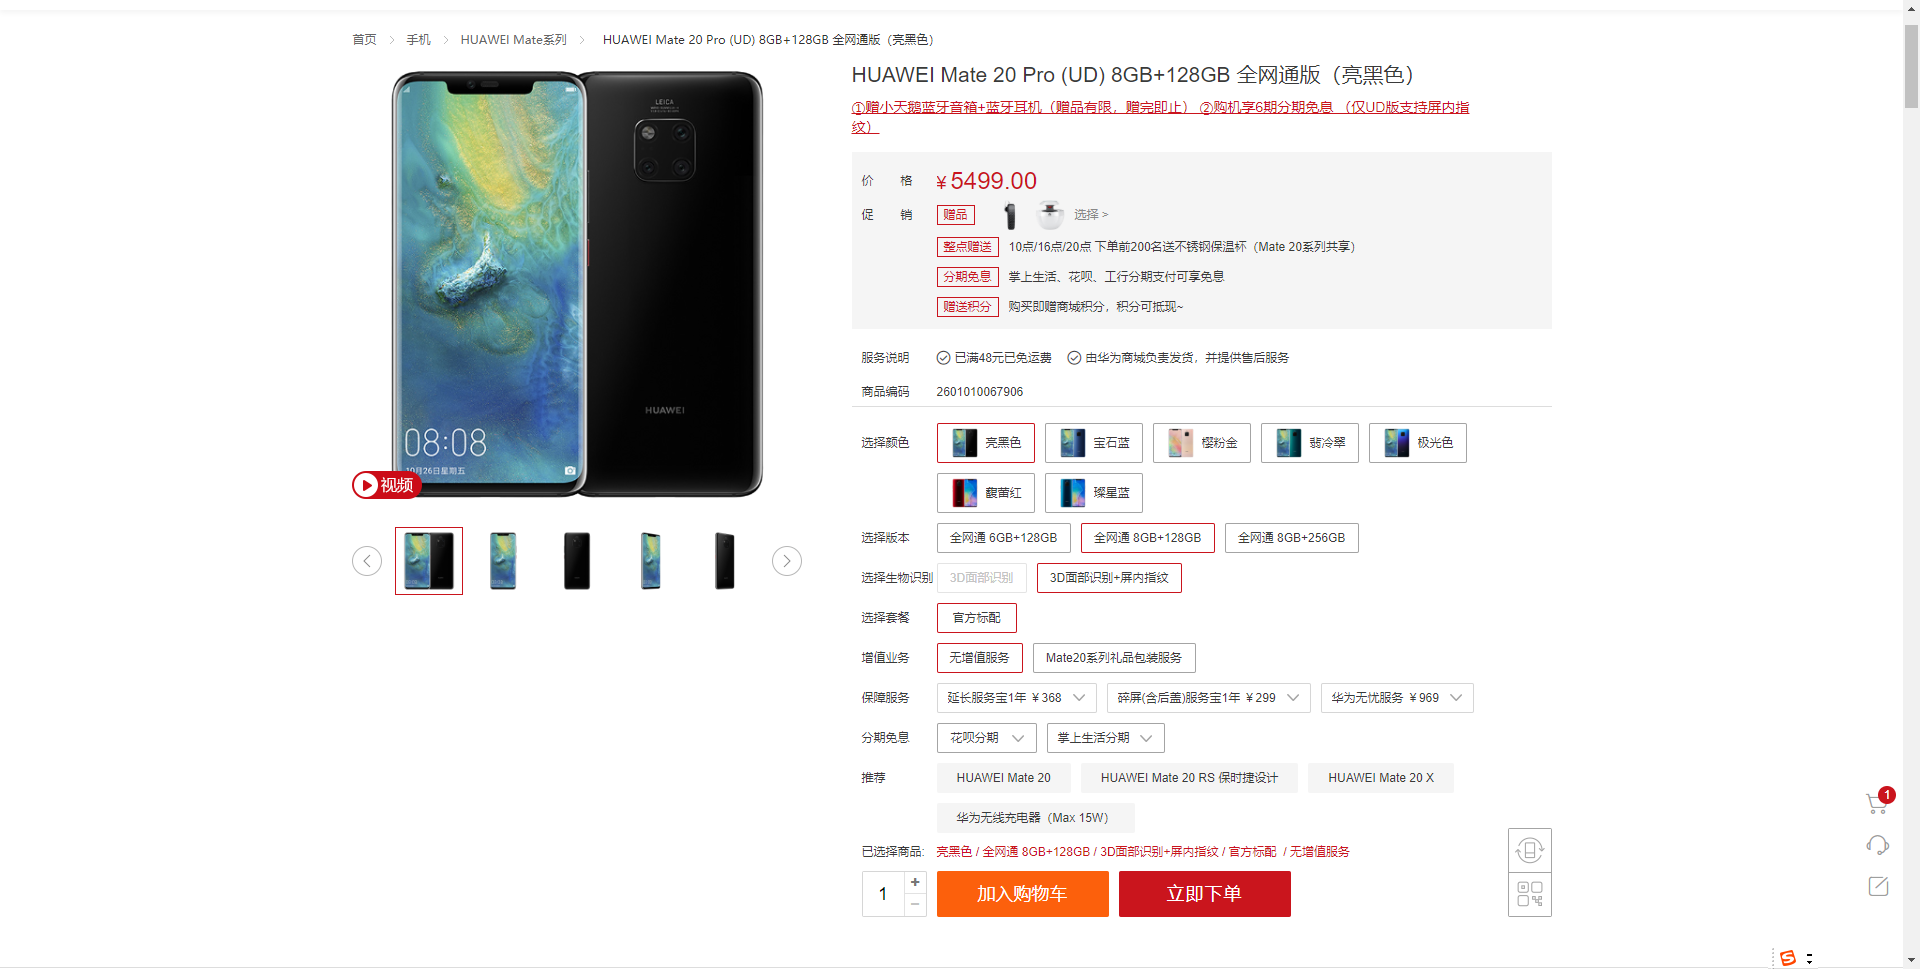 首页 > 手机 > HUAWEI Mate系列 > HUAWEI Mate 20 Pro (UD) 8GB+128GB 全网通版（亮黑色）
HUAWEI Mate 20 Pro (UD) 8GB+128GB 全网通版（亮黑色）
①赠小天鹅蓝牙音箱+蓝牙耳机（赠品有限，赠完即止） ②购机享6期分期免息 （仅UD版支持屏内指
纹）
价 格 ¥ 5499.00
促 销 赠品 选择 >
整点赠送 10点/16点/20点 下单前200名送不锈钢保温杯（Mate 20系列共享）
分期免息 掌上生活、花呗、工行分期支付可享免息
赠送积分 购买即赠商城积分，积分可抵现~
服务说明 已满48元已免运费 由华为商城负责发货，并提供售后服务
商品编码 2601010067906
选择颜色 亮黑色 宝石蓝 樱粉金 翡冷翠 极光色
馥蕾红 璨星蓝
选择版本 全网通 6GB+128GB 全网通 8GB+128GB 全网通 8GB+256GB
选择生物识别 3D面部识别 3D面部识别+屏内指纹
选择套餐 官方标配
增值业务 无增值服务 Mate20系列礼品包装服务
保障服务 延长服务宝1年 ¥368 碎屏(含后盖)服务宝1年 ¥299 华为无忧服务 ¥969
分期免息 花呗分期 掌上生活分期
推荐 HUAWEI Mate 20 HUAWEI Mate 20 RS 保时捷设计 HUAWEI Mate 20 X
华为无线充电器（Max 15W）
已选择商品: 亮黑色 / 全网通 8GB+128GB / 3D面部识别+屏内指纹 / 官方标配 / 无增值服务
1 + − 加入购物车 立即下单
LEICA
HUAWEI
08:08
10月26日星期五
视频
1
S